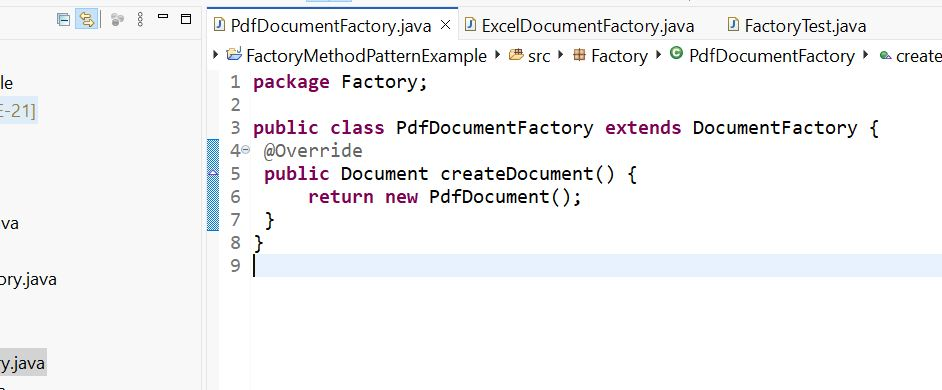 PdfDocumentFactory.java ExcelDocumentFactory.java FactoryTest.java
FactoryMethodPatternExample src Factory PdfDocumentFactory create
le
E-21]
va
ory.java
y.java
1 package Factory;
2
3 public class PdfDocumentFactory extends DocumentFactory {
4 @Override
5 public Document createDocument() {
6 return new PdfDocument();
7 }
8 }
9